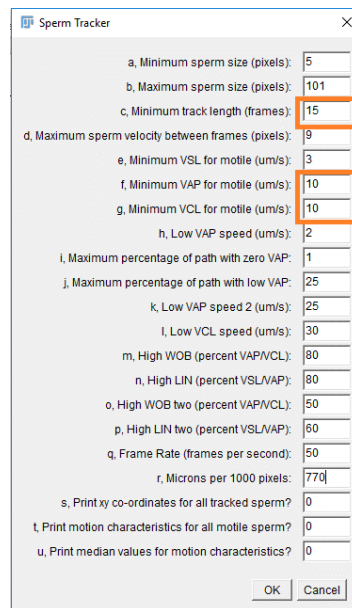 Sperm Tracker
a, Minimum sperm size (pixels): 5
b, Maximum sperm size (pixels): 101
c, Minimum track length (frames): 15
d, Maximum sperm velocity between frames (pixels): 9
e, Minimum VSL for motile (um/s): 3
f, Minimum VAP for motile (um/s): 10
g, Minimum VCL for motile (um/s): 10
h, Low VAP speed (um/s): 2
i, Maximum percentage of path with zero VAP: 1
j, Maximum percentage of path with low VAP: 25
k, Low VAP speed 2 (um/s): 25
l, Low VCL speed (um/s): 30
m, High WOB (percent VAP/VCL): 80
n, High LIN (percent VSL/VAP): 80
o, High WOB two (percent VAP/VCL): 50
p, High LIN two (percent VSL/VAP): 60
q, Frame Rate (frames per second): 50
r, Microns per 1000 pixels: 770
s, Print xy co-ordinates for all tracked sperm? 0
t, Print motion characteristics for all motile sperm? 0
u, Print median values for motion characteristics? 0
OK Cancel